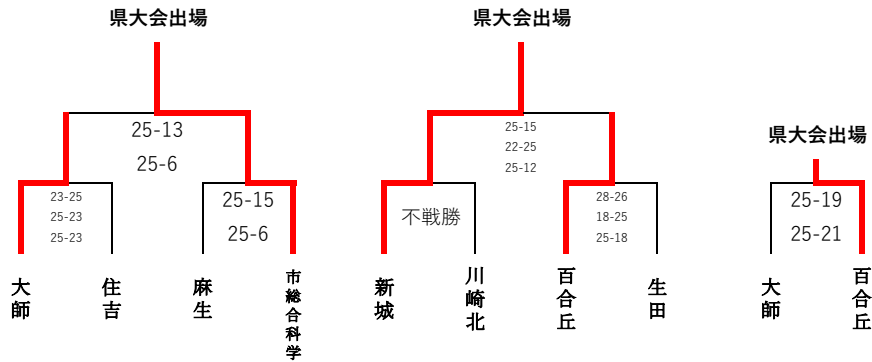 県大会出場
25-13
25-6
23-25
25-23
25-23
25-15
25-6
大師
住吉
麻生
市総合科学
県大会出場
25-15
22-25
25-12
不戦勝
28-26
18-25
25-18
新城
川崎北
百合丘
生田
県大会出場
25-19
25-21
大師
百合丘